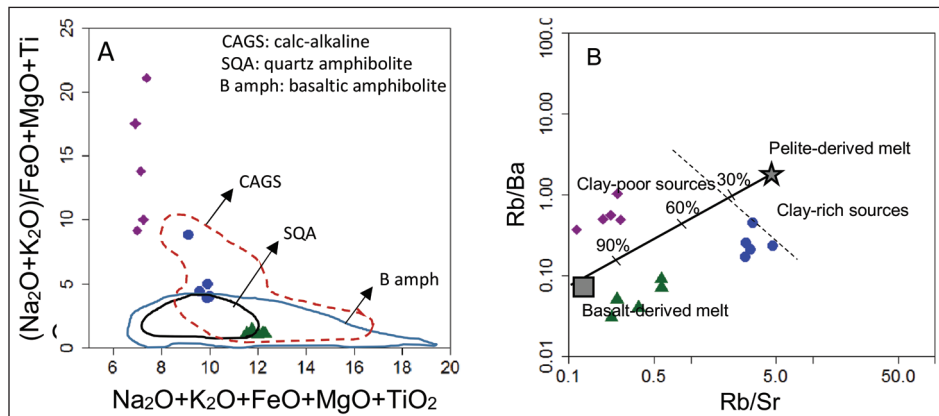 A
CAGS: calc-alkaline
SQA: quartz amphibolite
B amph: basaltic amphibolite
CAGS
SQA
B amph
25
20
15
10
5
0
6
8
10
12
14
16
18
20
(Na₂O+K₂O)/FeO+MgO+Ti
Na₂O+K₂O+FeO+MgO+TiO₂
B
Pelite-derived melt
Clay-poor sources
30%
Clay-rich sources
60%
90%
Basalt-derived melt
100.0
10.00
1.00
0.10
0.01
0.1
0.5
5.0
50.0
Rb/Ba
Rb/Sr